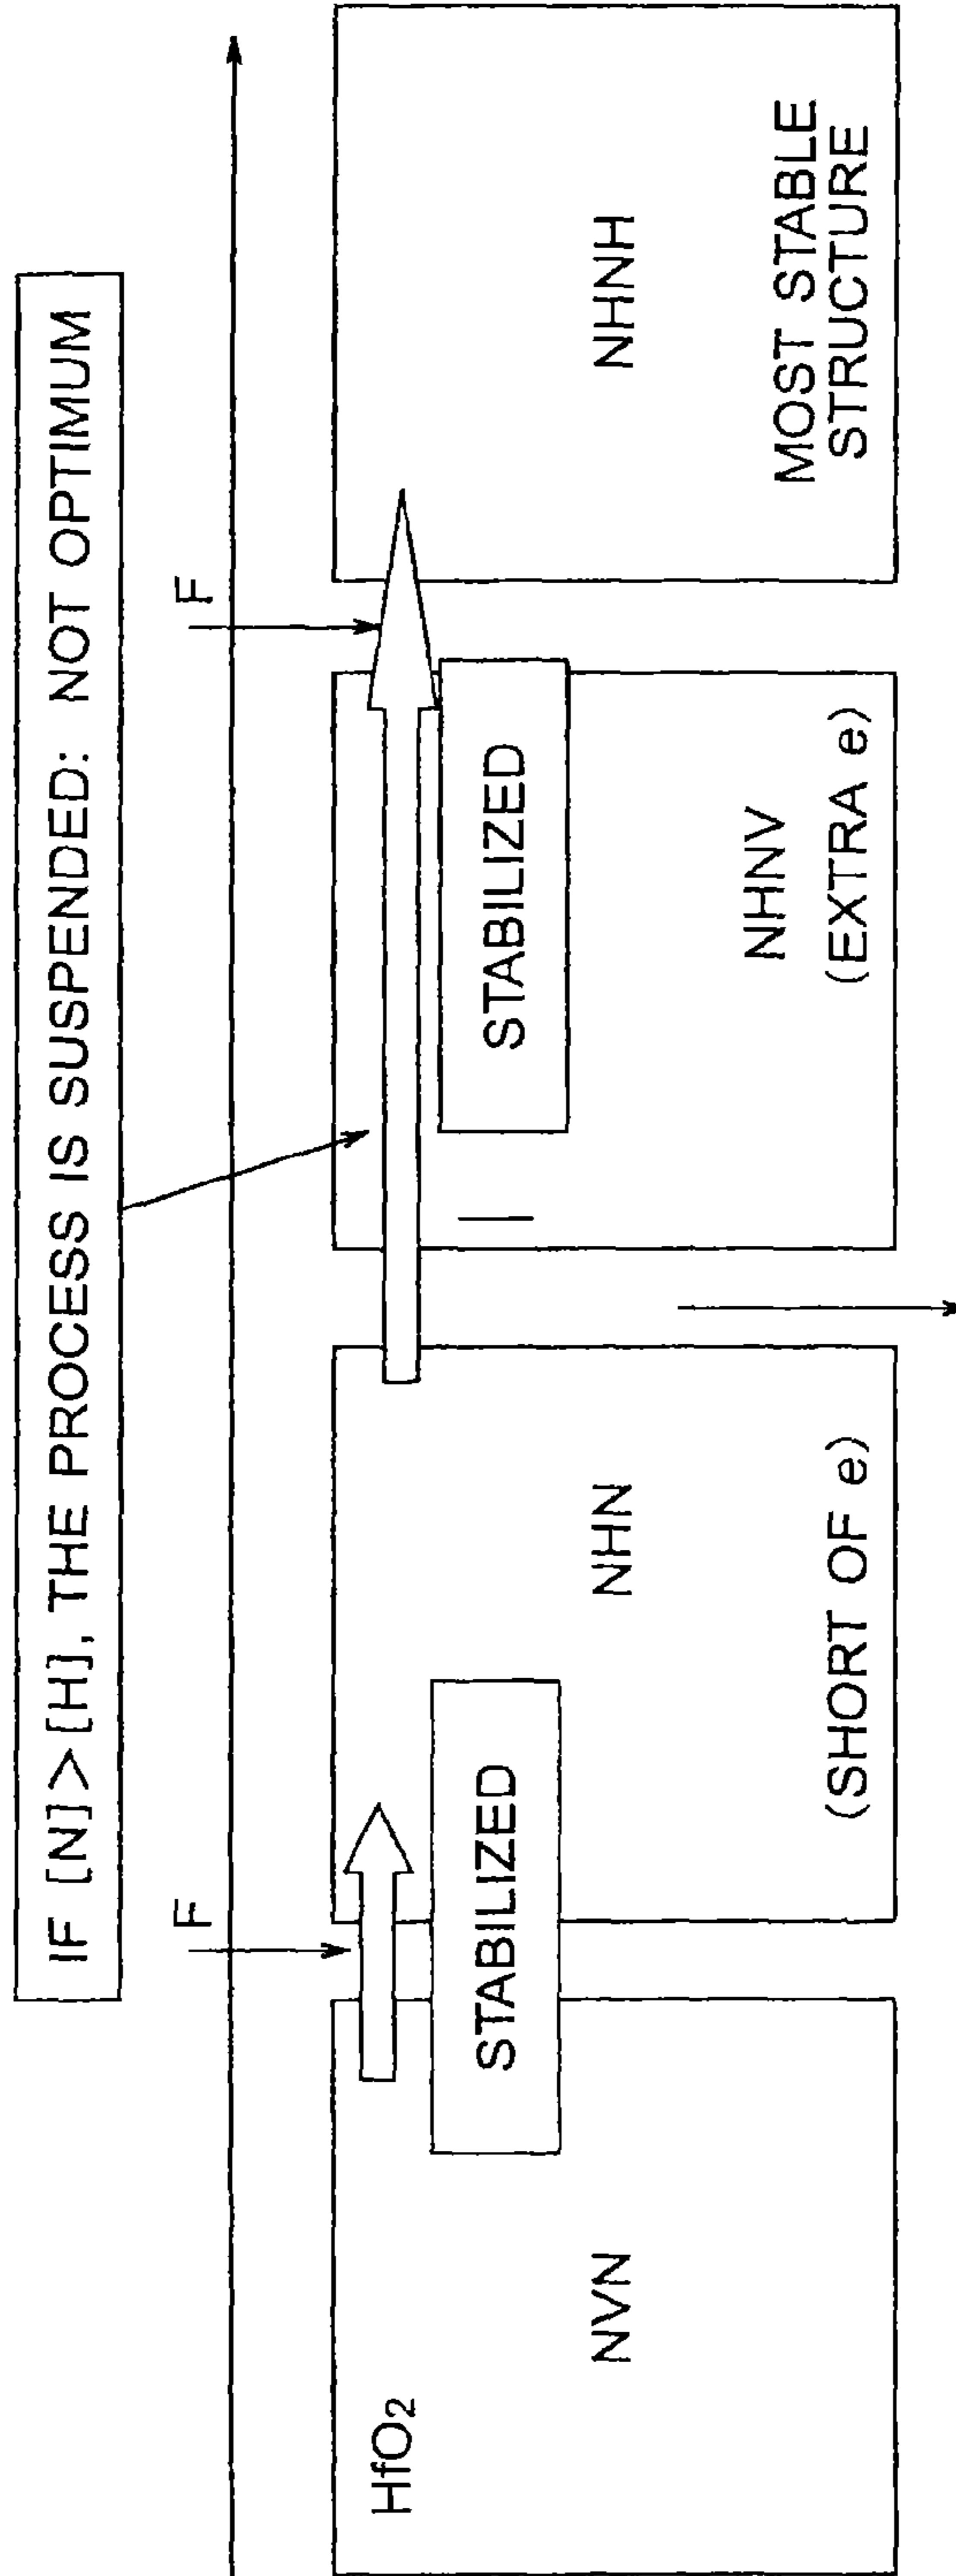 IF [N]>[H], THE PROCESS IS SUSPENDED: NOT OPTIMUM
F
F
HfO2
NVN
STABILIZED
NHN
(SHORT OF e)
STABILIZED
NHNV
(EXTRA e)
NHNH
MOST STABLE
STRUCTURE